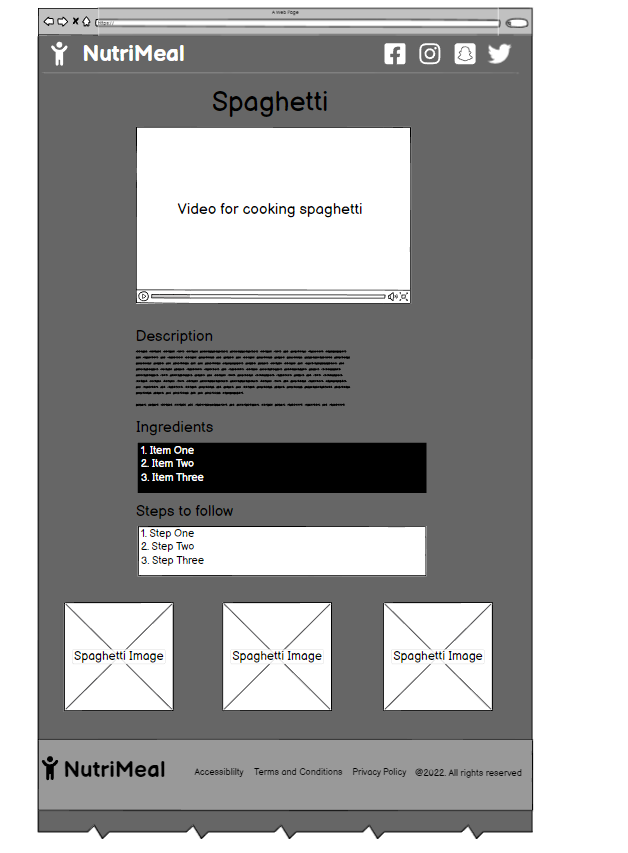 A Web Page
https://
NutriMeal
Spaghetti
Video for cooking spaghetti
Description
Ingredients
1. Item One
2. Item Two
3. Item Three
Steps to follow
1. Step One
2. Step Two
3. Step Three
Spaghetti Image Spaghetti Image Spaghetti Image
NutriMeal Accessiblilty Terms and Conditions Privacy Policy @2022. All rights reserved